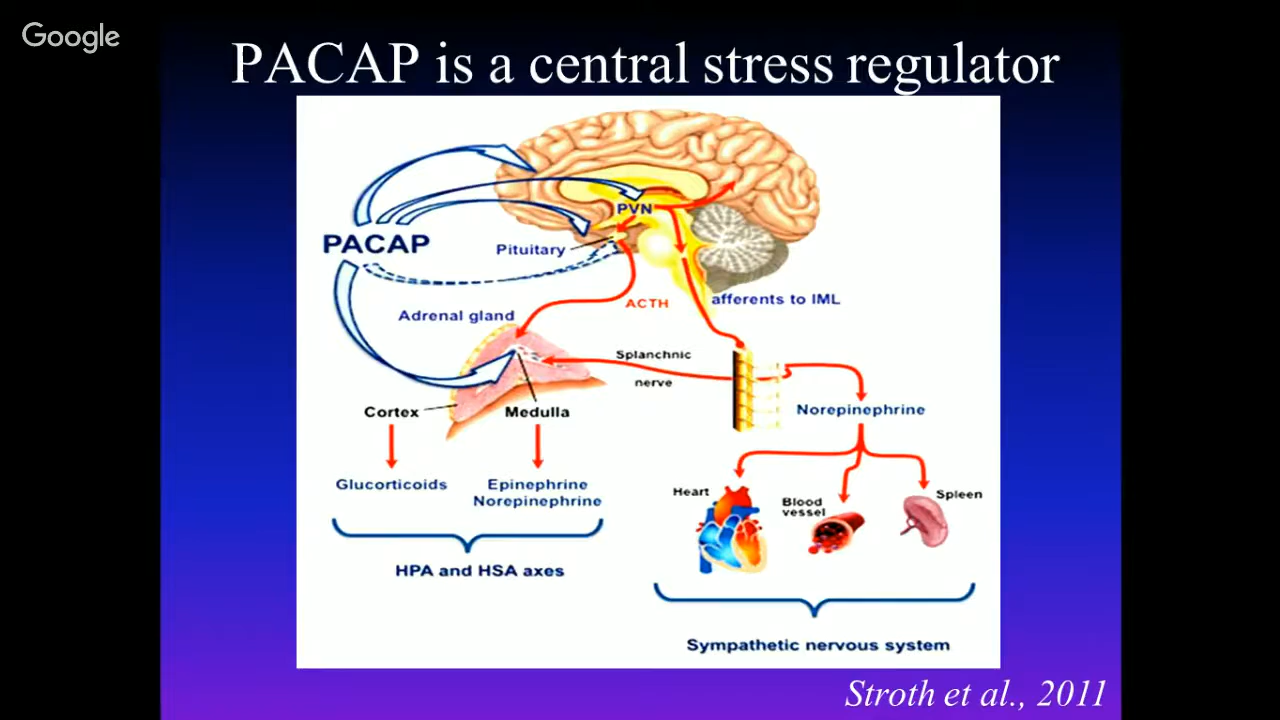 Google
PACAP is a central stress regulator
PVN
PACAP
Pituitary
ACTH
afferents to IML
Adrenal gland
Splanchnic
nerve
Cortex
Medulla
Norepinephrine
Glucorticoids
Epinephrine
Norepinephrine
Heart
Blood
vessel
Spleen
HPA and HSA axes
Sympathetic nervous system
Stroth et al., 2011